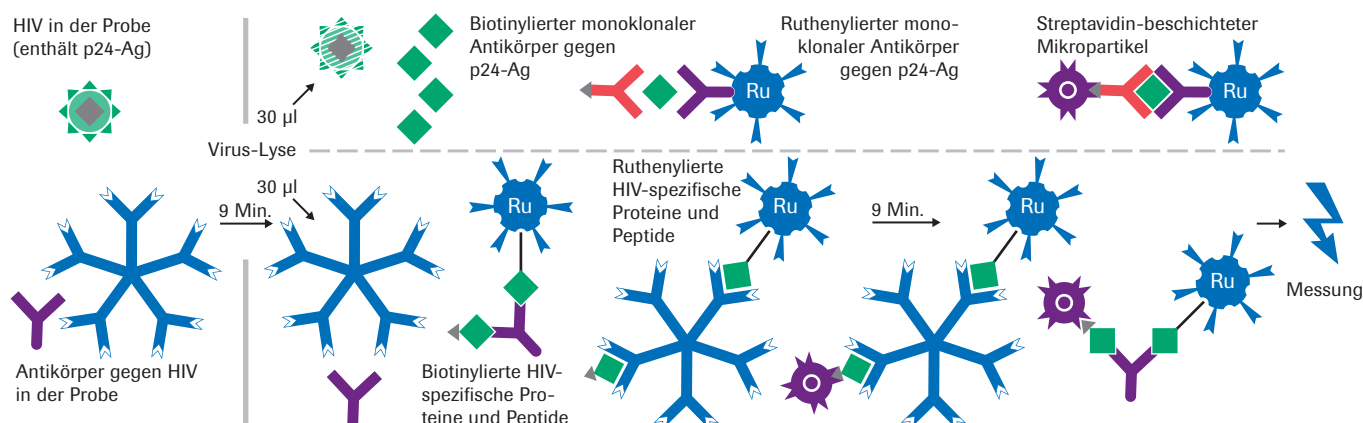 HIV in der Probe
(enthält p24-Ag)
30 µl
Biotinylierter monoklonaler
Antikörper gegen
p24-Ag
Ruthenylierter mono-
klonaler Antikörper
gegen p24-Ag
Ru
Streptavidin-beschichteter
Mikropartikel
Ru
Virus-Lyse
30 µl
9 Min.
Antikörper gegen HIV
in der Probe
Ru
Biotinylierte HIV-
spezifische Pro-
teine und Peptide
Ruthenylierte
HIV-spezifische
Proteine und
Peptide
Ru
9 Min.
Ru
Ru
Messung